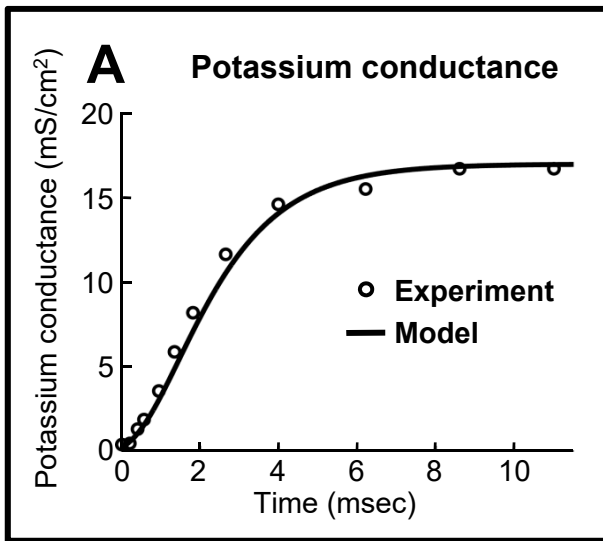 A Potassium conductance
Potassium conductance (mS/cm²)
20
15
10
5
0
Experiment
Model
0 2 4 6 8 10
Time (msec)